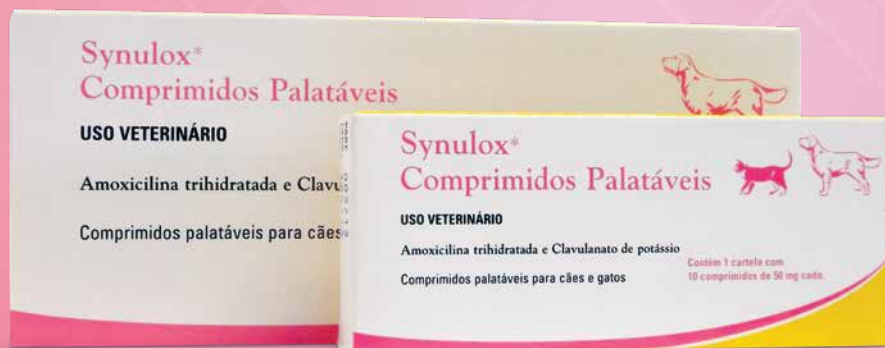 Synulox*
Comprimidos Palatáveis
USO VETERINÁRIO
Amoxicilina trihidratada e
Comprimidos palatáveis para cães
Synulox*
Comprimidos Palatáveis
USO VETERINÁRIO
Amoxicilina trihidratada e Clavulanato de potássio
Comprimidos palatáveis para cães e gatos
Contém 1 cartela com
10 comprimidos de 50 mg cada.